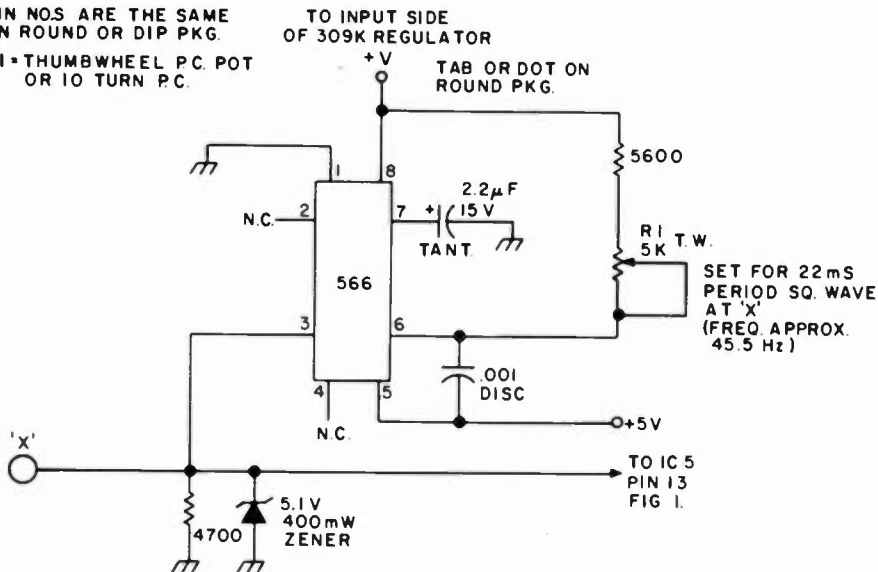 IN NO.S ARE THE SAME
N ROUND OR DIP PKG.
1 = THUMBWHEEL P.C. POT
OR 10 TURN P.C.
TO INPUT SIDE
OF 309K REGULATOR
+V
TAB OR DOT ON
ROUND PKG.
1
8
5600
2.2μF
15V
+
TANT.
N.C.
2
7
566
R1
5K T.W.
SET FOR 22mS
PERIOD SQ. WAVE
AT 'X'
(FREQ. APPROX.
45.5 Hz)
3
6
.001
DISC
4
5
N.C.
+5V
'X'
TO IC 5
PIN 13
FIG 1.
4700
5.1V
400mW
ZENER